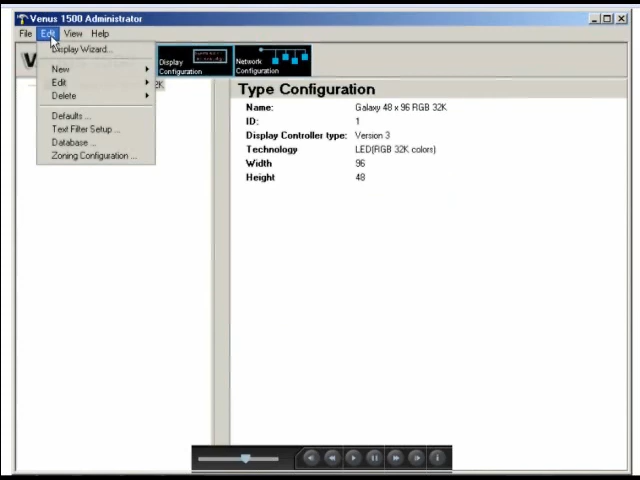 Venus 1500 Administrator
File Edit View Help
Display Wizard...
New
Edit
Delete
Defaults ...
Text Filter Setup ...
Database ...
Zoning Configuration ...
V
Display
Configuration
Network
Configuration
2K
Type Configuration
Name: Galaxy 48 x 96 RGB 32K
ID: 1
Display Controller type: Version 3
Technology LED(RGB 32K colors)
Width 96
Height 48